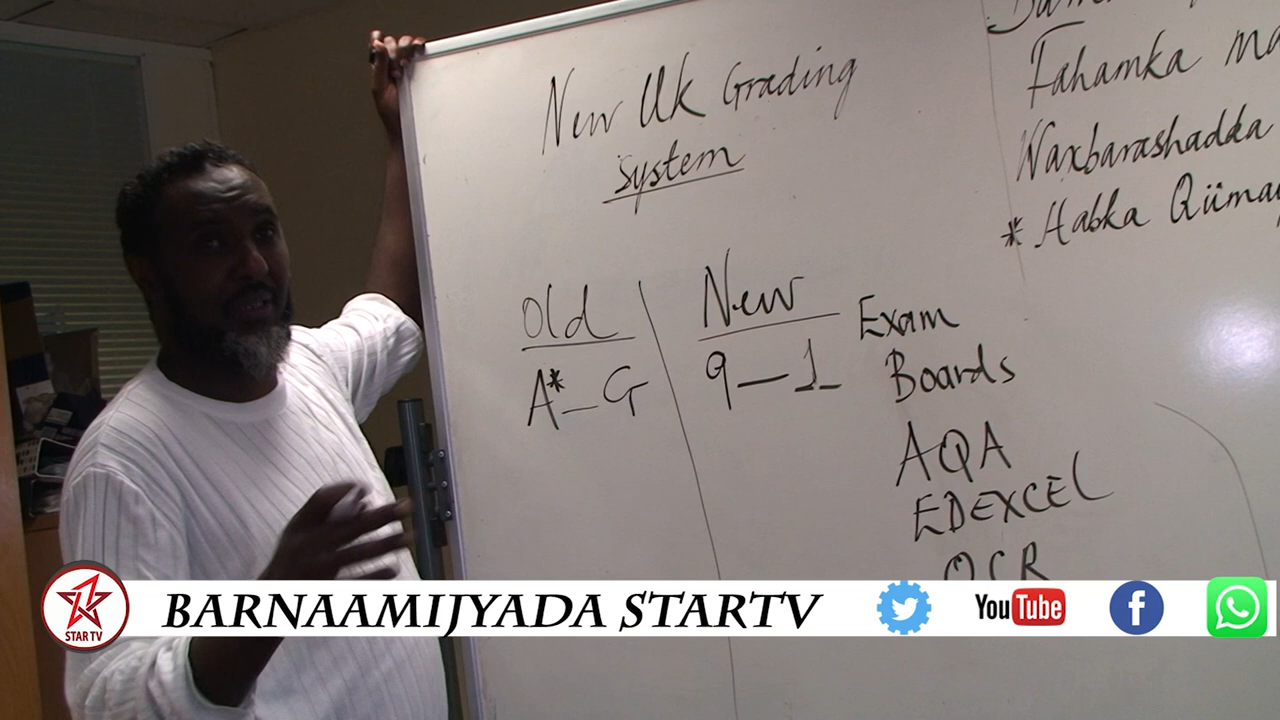 New Uk Grading
System
Old
A* - G
New
9 - 1
Exam
Boards
AQA
EDEXCEL
OCR
Fahamka
Waxbarashadda
* Habka
STAR TV
BARNAAMIJYADA STARTV
YouTube